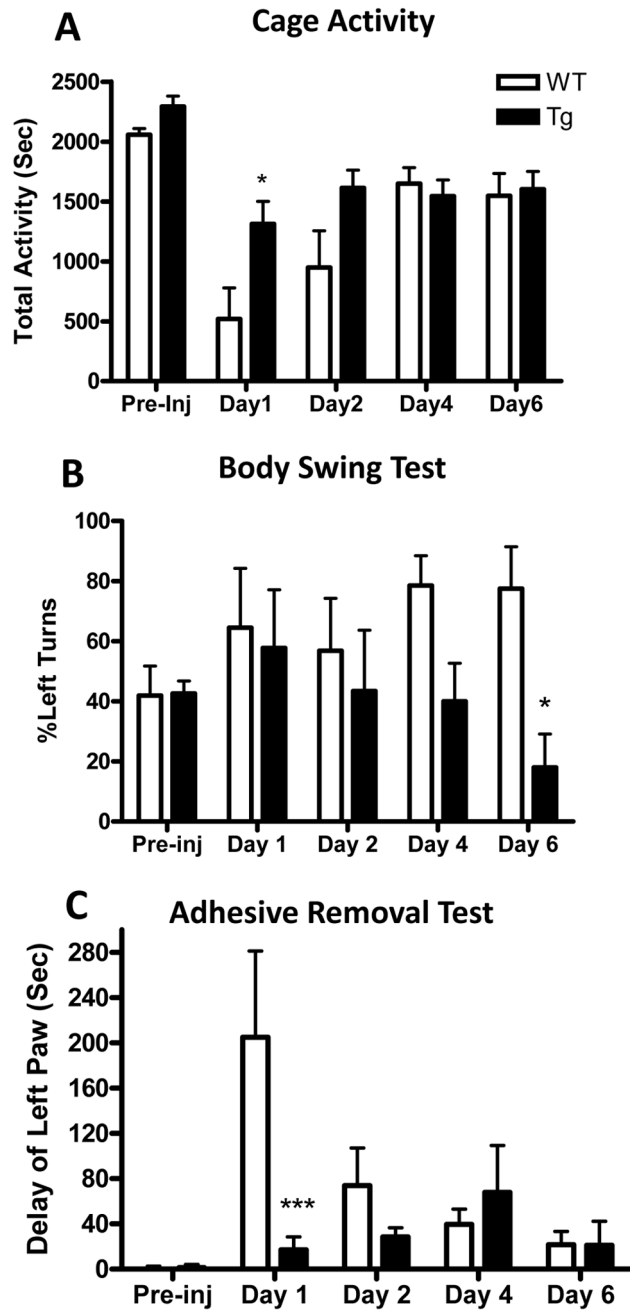 A
Cage Activity
WT
Tg
Total Activity (Sec)
2500
2000
1500
1000
500
0
*
Pre-Inj Day1 Day2 Day4 Day6
B
Body Swing Test
%Left Turns
100
80
60
40
20
0
*
Pre-inj Day 1 Day 2 Day 4 Day 6
C
Adhesive Removal Test
Delay of Left Paw (Sec)
280
240
200
160
120
80
40
0
***
Pre-inj Day 1 Day 2 Day 4 Day 6